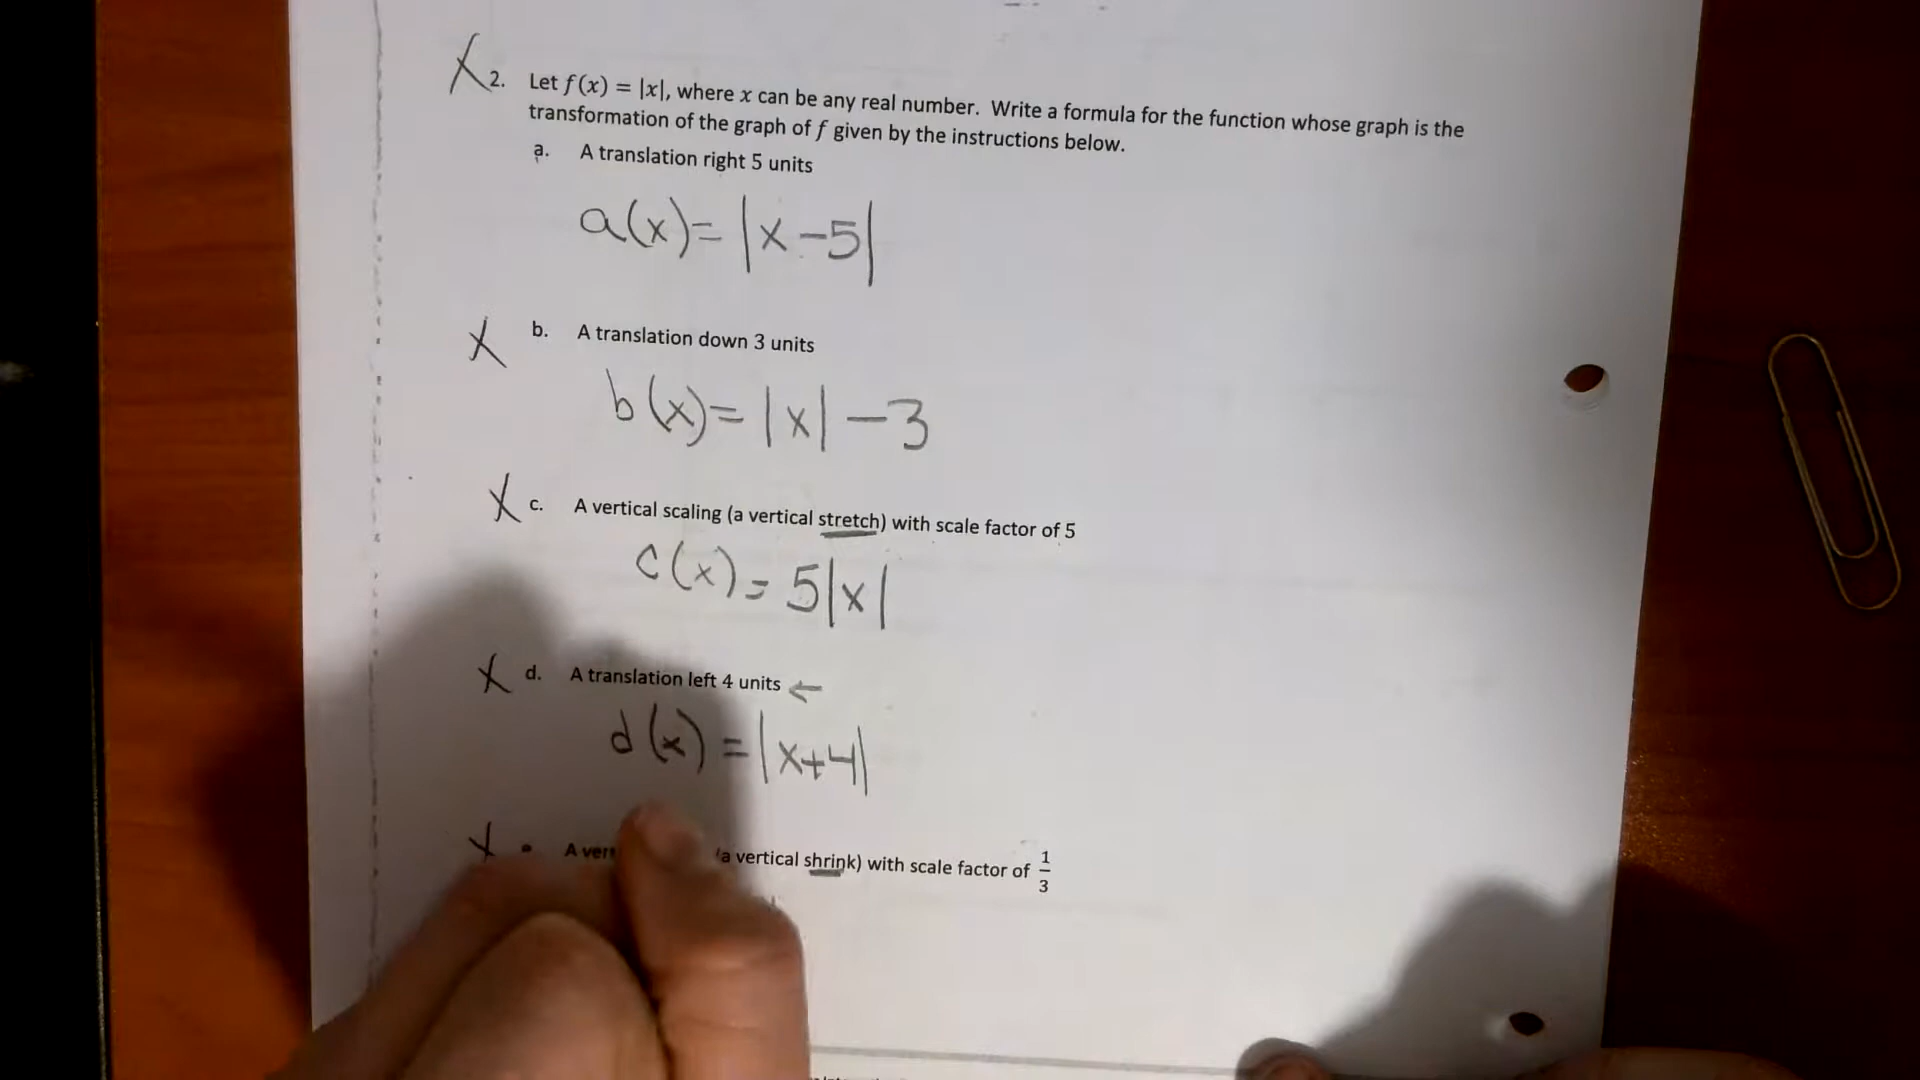 X 2. Let f(x) = |x|, where x can be any real number. Write a formula for the function whose graph is the
transformation of the graph of f given by the instructions below.
a. A translation right 5 units
a(x)= |x-5|
X b. A translation down 3 units
b(x)= |x| -3
X c. A vertical scaling (a vertical stretch) with scale factor of 5
c(x)= 5|x|
X d. A translation left 4 units ←
d(x) = |x+4|
X A (a vertical shrink) with scale factor of 1/3